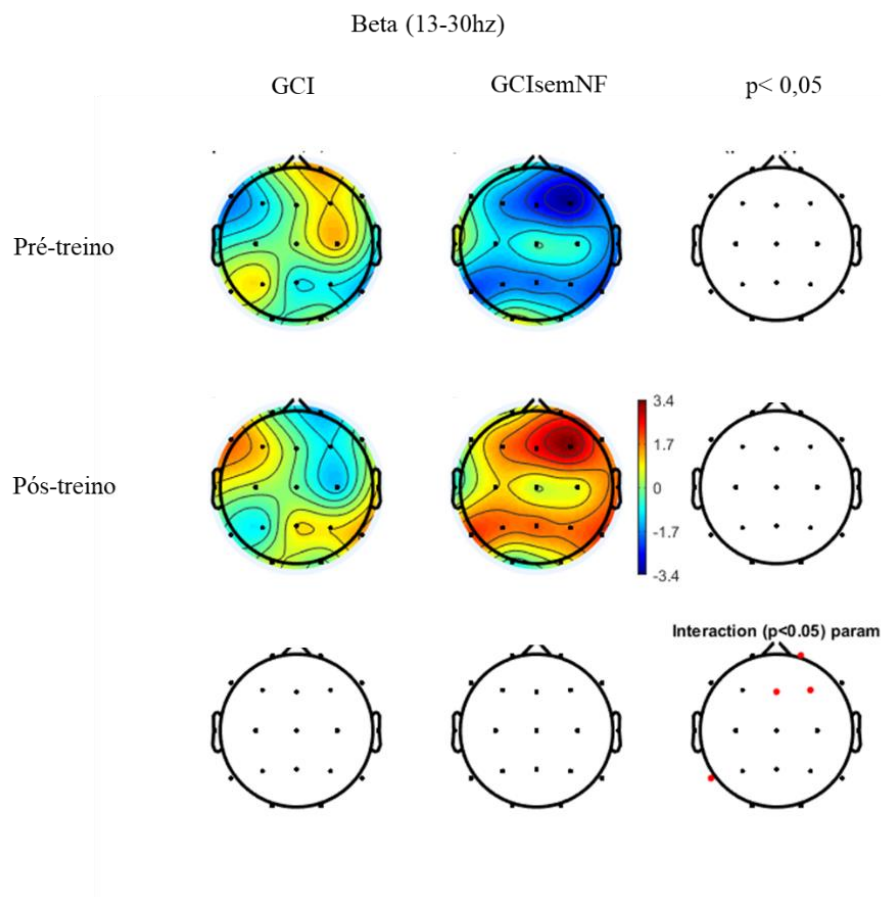 Beta (13-30hz)
GCI GCIsemNF p< 0,05
Pré-treino
Pós-treino
3.4
1.7
0
-1.7
-3.4
Interaction (p<0.05) param